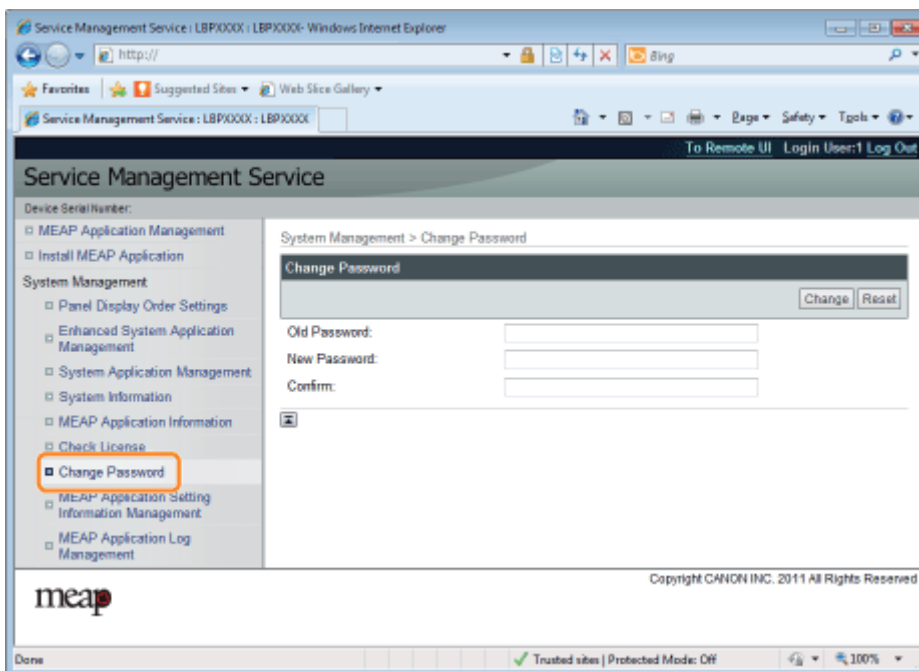 Service Management Service : LBPXXXX : LBPXXXX- Windows Internet Explorer
http://
Bing
Favorites Suggested Sites Web Slice Gallery
Service Management Service : LBPXXXX : LBPXXXX
Page Safety Tools
To Remote UI Login User:1 Log Out
Service Management Service
Device Serial Number:
MEAP Application Management
Install MEAP Application
System Management
Panel Display Order Settings
Enhanced System Application
Management
System Application Management
System Information
MEAP Application Information
Check License
Change Password
MEAP Application Setting
Information Management
MEAP Application Log
Management
System Management > Change Password
Change Password
Change Reset
Old Password:
New Password:
Confirm:
meap
Copyright CANON INC. 2011 All Rights Reserved
Done
Trusted sites | Protected Mode: Off
100%